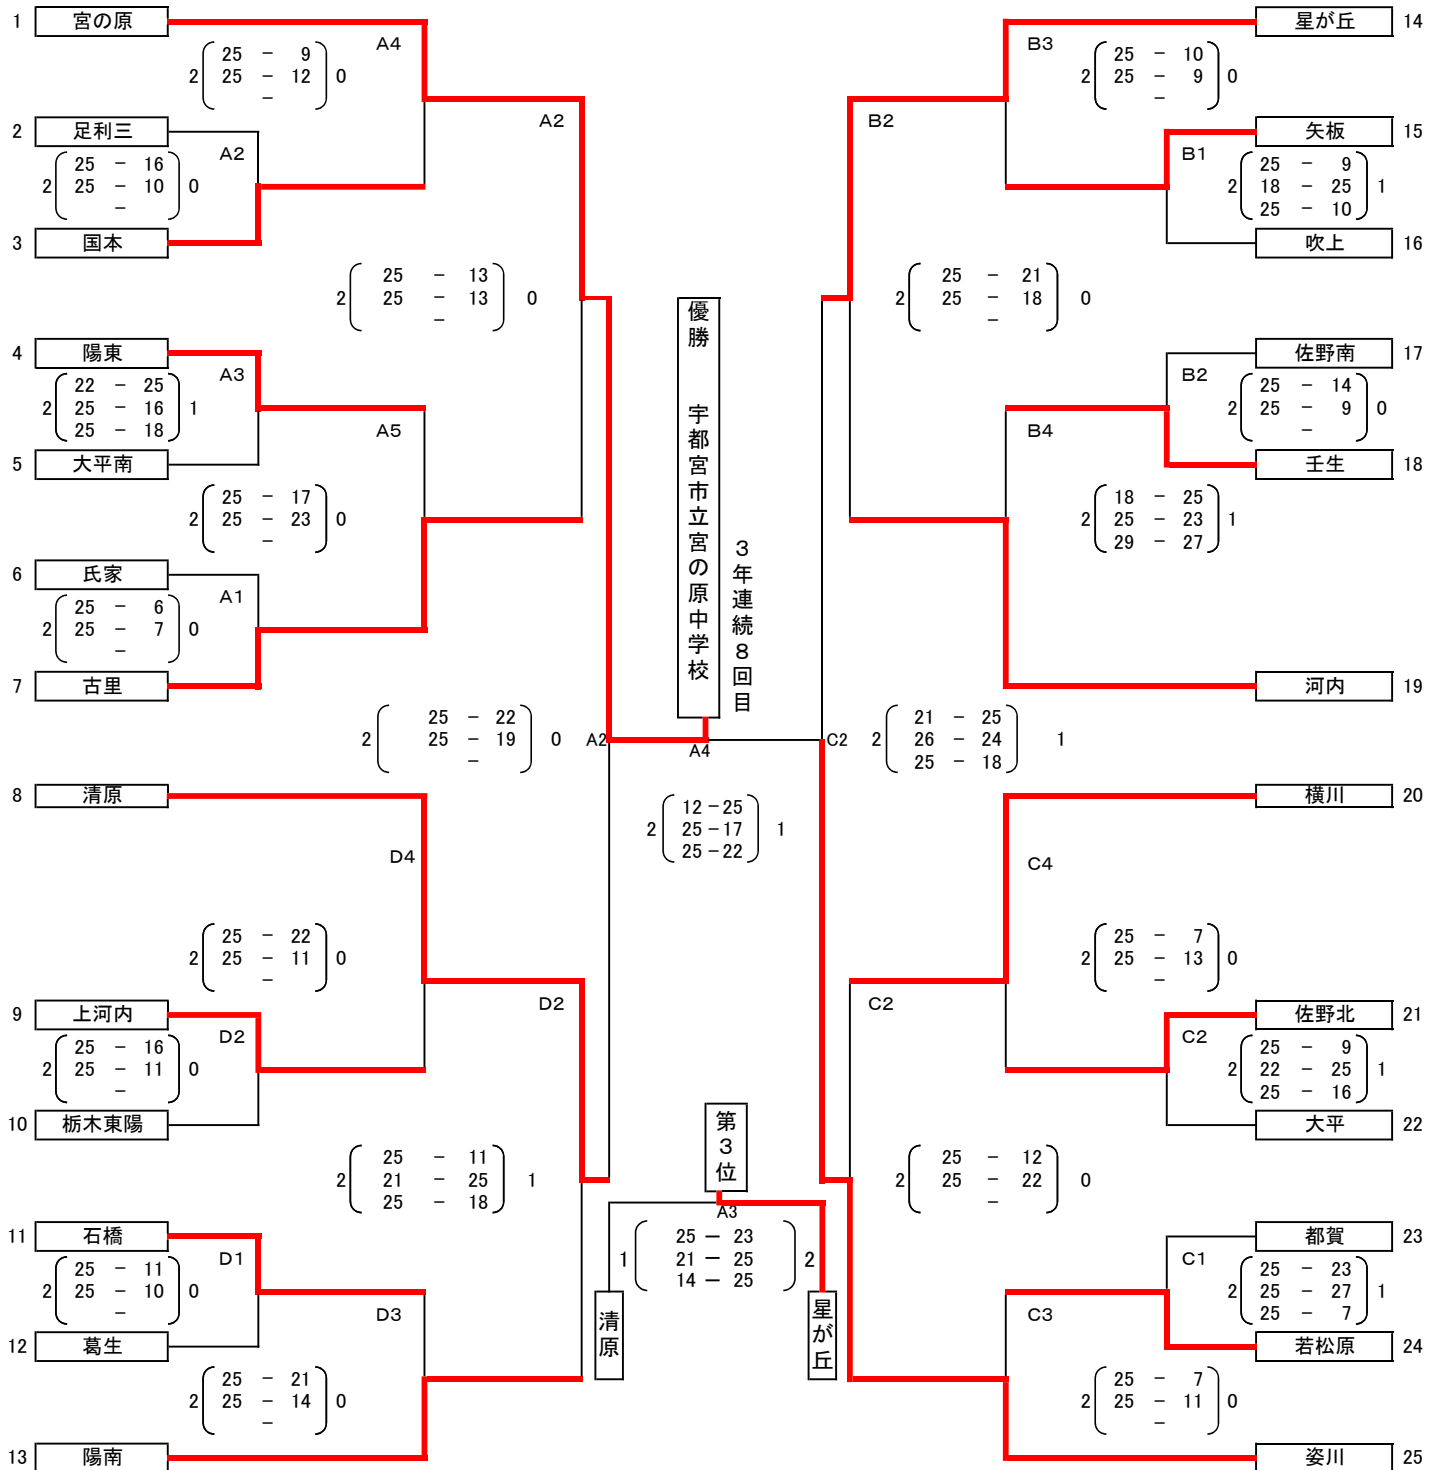 1 宮の原
A4
25 － 9
2 25 － 12 0
－
2 足利三
A2
25 － 16
2 25 － 10 0
－
3 国本
A2
25 － 13
2 25 － 13 0
－
4 陽東
A3
22 － 25
2 25 － 16 1
25 － 18
5 大平南
A5
25 － 17
2 25 － 23 0
－
6 氏家
A1
25 － 6
2 25 － 7 0
－
7 古里
25 － 22
2 25 － 19 0
－
A2
8 清原
D4
25 － 22
2 25 － 11 0
－
9 上河内
D2
25 － 16
2 25 － 11 0
－
10 栃木東陽
D2
25 － 11
2 21 － 25 1
25 － 18
11 石橋
D1
25 － 11
2 25 － 10 0
－
12 葛生
D3
25 － 21
2 25 － 14 0
－
13 陽南
優勝 宇都宮市立宮の原中学校
3年連続8回目
A4
12－25
2 25－17 1
25－22
第3位
A3
25 － 23
1 21 － 25 2
14 － 25
清原
星が丘
星が丘 14
B3
25 － 10
2 25 － 9 0
－
矢板 15
B1
25 － 9
2 18 － 25 1
25 － 10
吹上 16
B2
25 － 21
2 25 － 18 0
－
佐野南 17
B2
25 － 14
2 25 － 9 0
－
壬生 18
B4
18 － 25
2 25 － 23 1
29 － 27
河内 19
C2
21 － 25
2 26 － 24 1
25 － 18
横川 20
C4
25 － 7
2 25 － 13 0
－
佐野北 21
C2
25 － 9
2 22 － 25 1
25 － 16
大平 22
C2
25 － 12
2 25 － 22 0
－
都賀 23
C1
25 － 23
2 25 － 27 1
25 － 7
若松原 24
C3
25 － 7
2 25 － 11 0
－
姿川 25